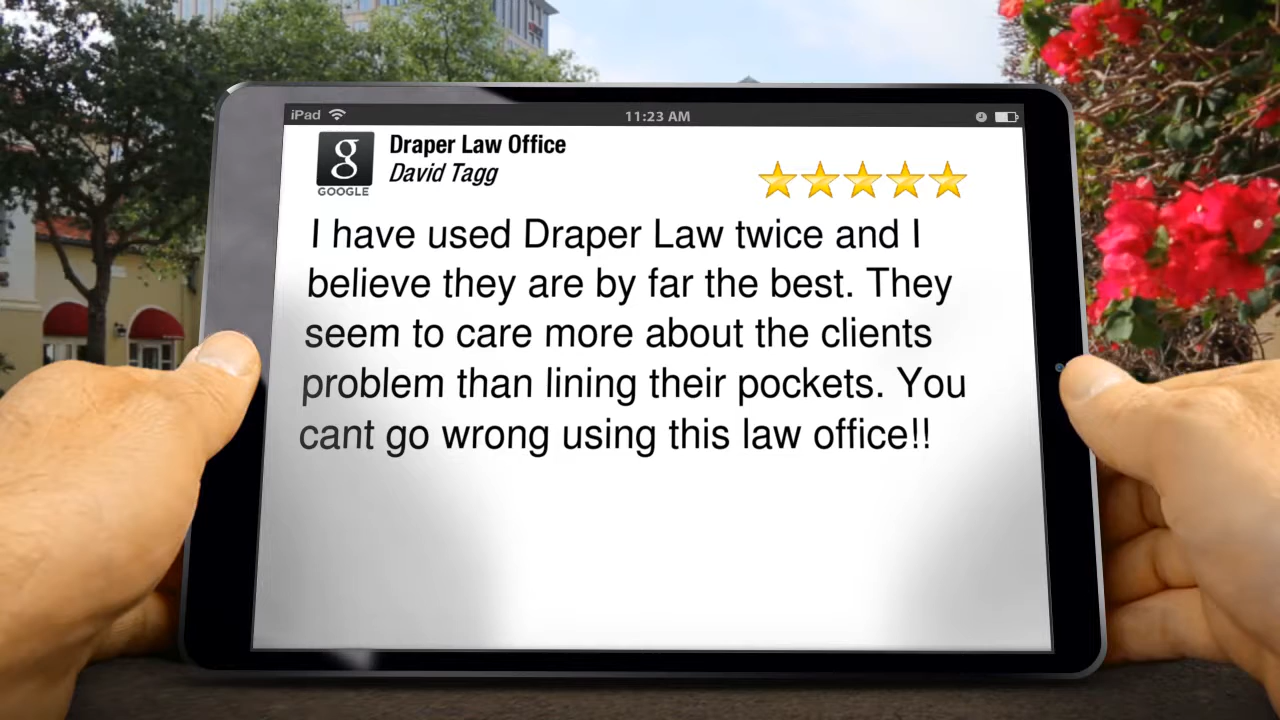 iPad 11:23 AM
g
GOOGLE
Draper Law Office
David Tagg
I have used Draper Law twice and I
believe they are by far the best. They
seem to care more about the clients
problem than lining their pockets. You
cant go wrong using this law office!!